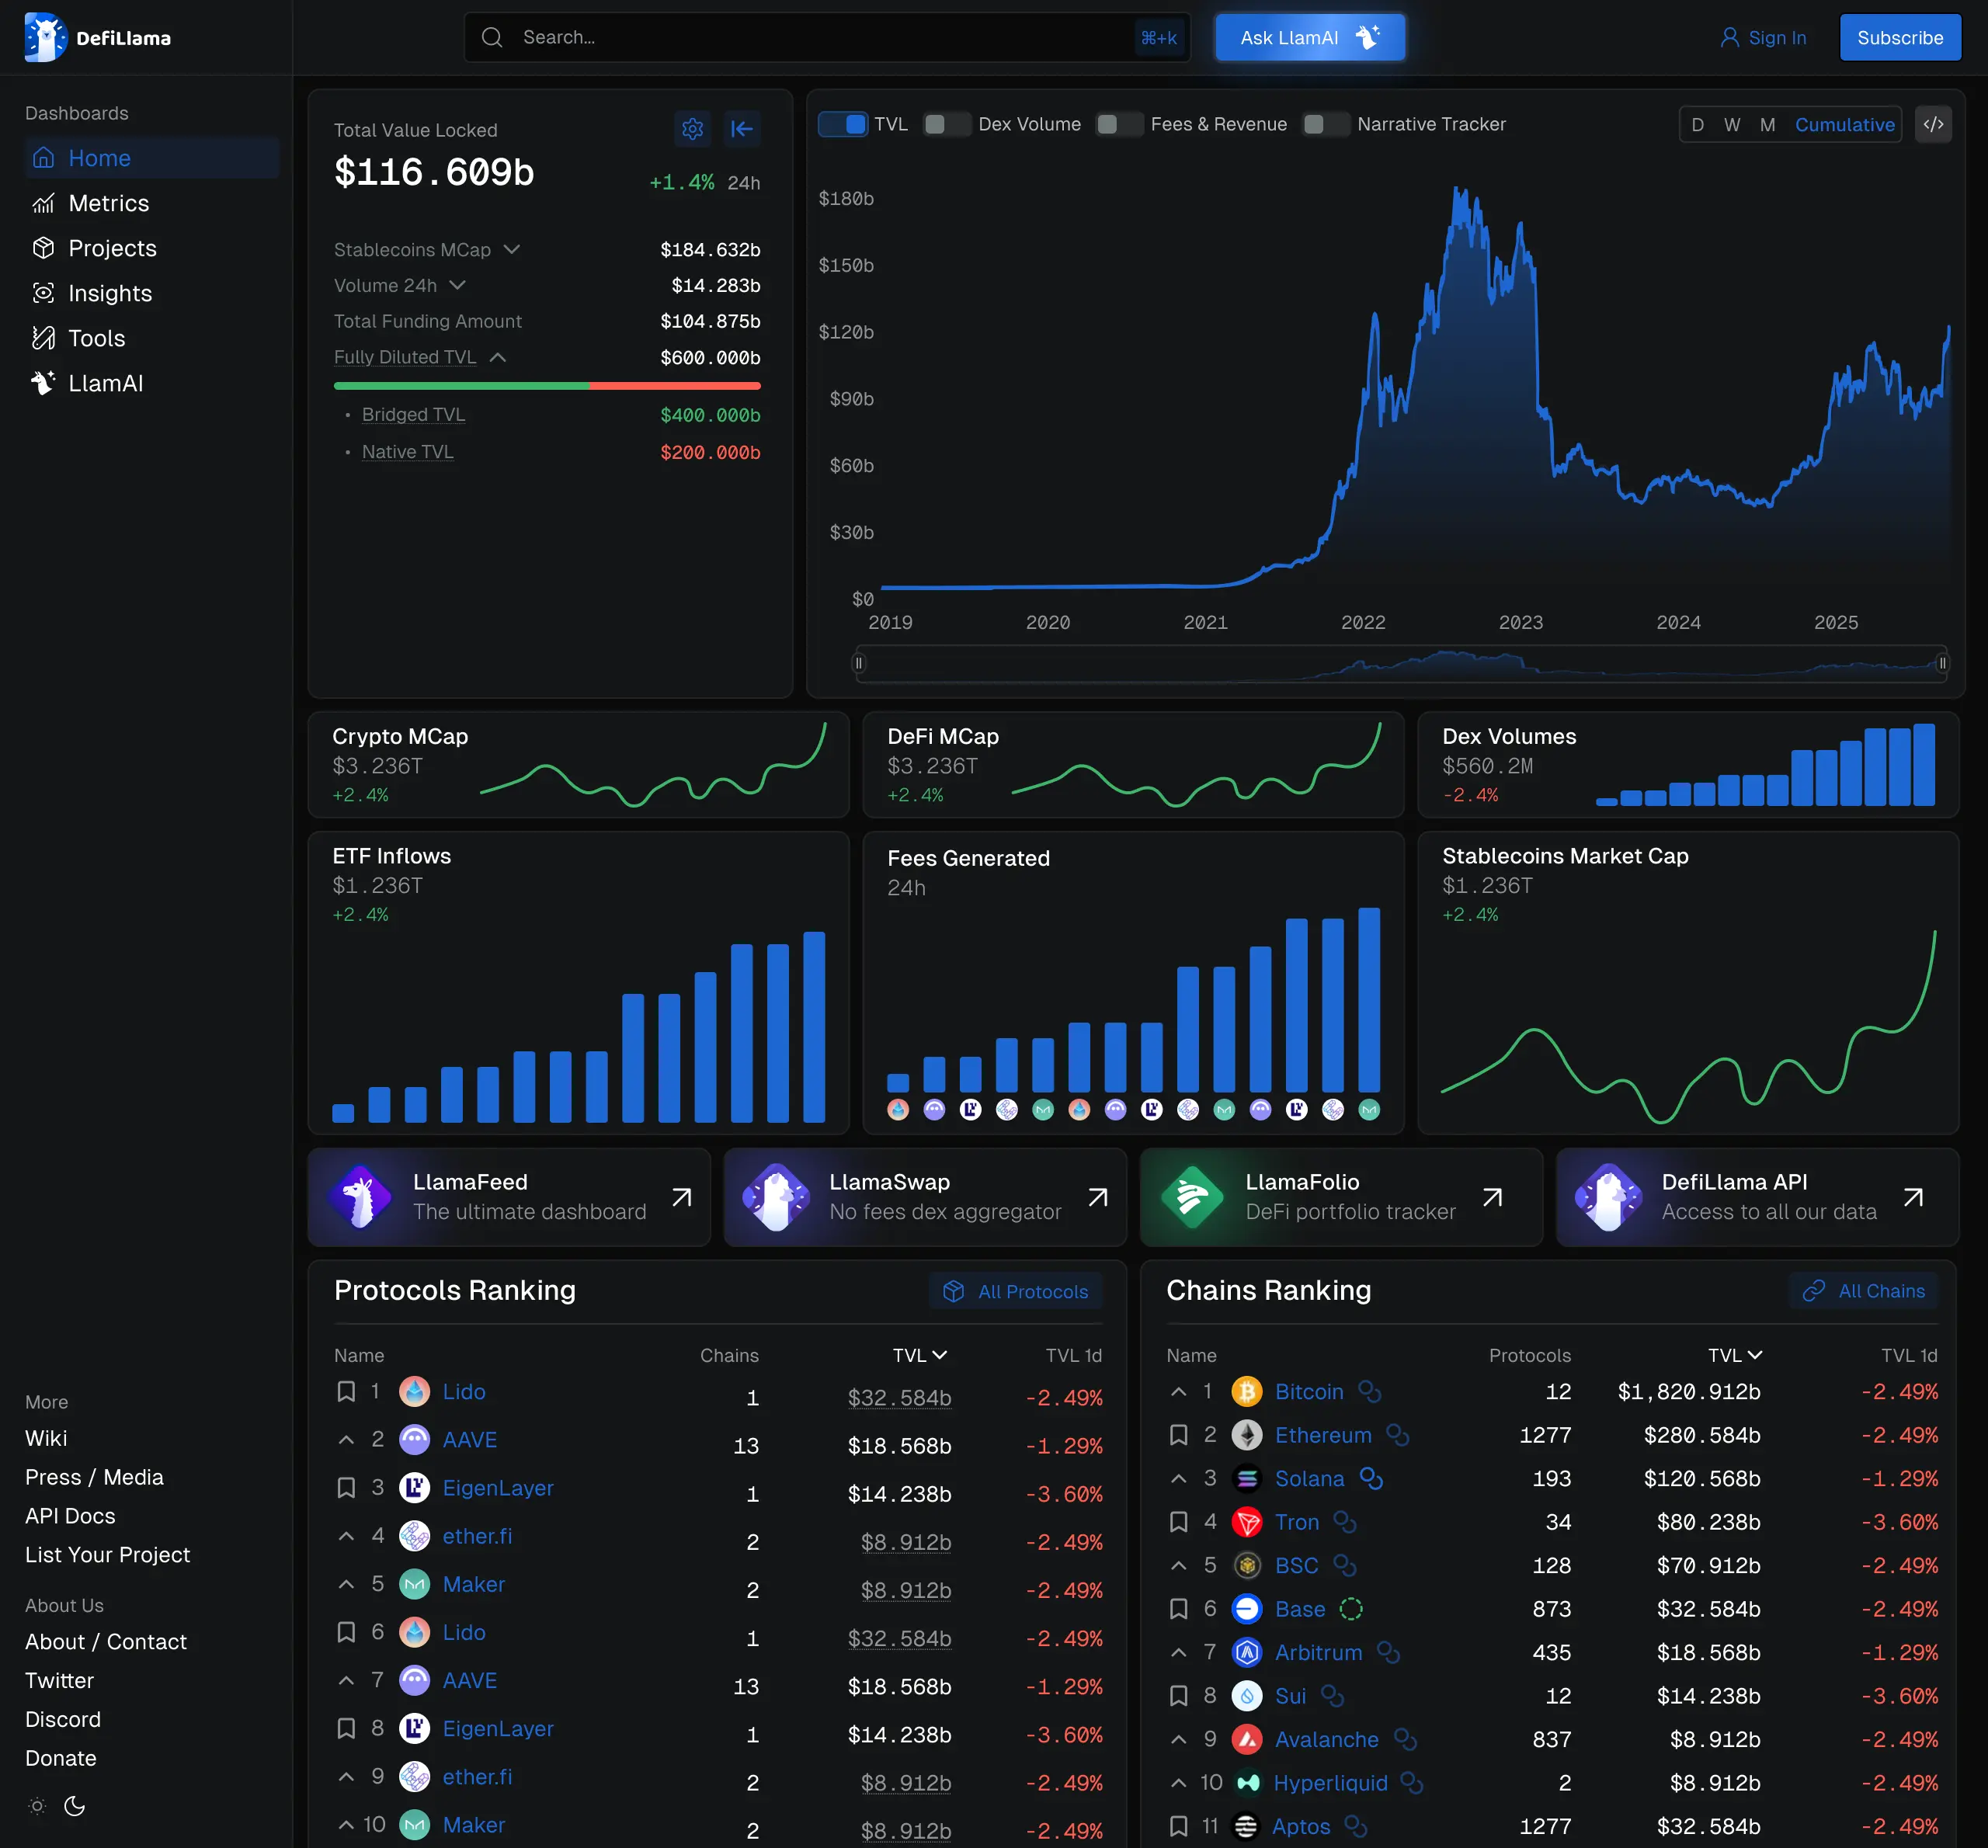 DefiLlama
Search...
⌘+k
Ask LlamAI
Sign In
Subscribe
Dashboards
Home
Metrics
Projects
Insights
Tools
LlamAI
More
Wiki
Press / Media
API Docs
List Your Project
About Us
About / Contact
Twitter
Discord
Donate
Total Value Locked
$116.609b
+1.4% 24h
Stablecoins MCap $184.632b
Volume 24h $14.283b
Total Funding Amount $104.875b
Fully Diluted TVL $600.000b
• Bridged TVL $400.000b
• Native TVL $200.000b
TVL Dex Volume Fees & Revenue Narrative Tracker
D W M Cumulative </>
$180b
$150b
$120b
$90b
$60b
$30b
$0
2019 2020 2021 2022 2023 2024 2025
Crypto MCap
$3.236T
+2.4%
DeFi MCap
$3.236T
+2.4%
Dex Volumes
$560.2M
-2.4%
ETF Inflows
$1.236T
+2.4%
Fees Generated
24h
Stablecoins Market Cap
$1.236T
+2.4%
LlamaFeed
The ultimate dashboard
LlamaSwap
No fees dex aggregator
LlamaFolio
DeFi portfolio tracker
DefiLlama API
Access to all our data
Protocols Ranking
All Protocols
Name Chains TVL TVL 1d
1 Lido 1 $32.584b -2.49%
2 AAVE 13 $18.568b -1.29%
3 EigenLayer 1 $14.238b -3.60%
4 ether.fi 2 $8.912b -2.49%
5 Maker 2 $8.912b -2.49%
6 Lido 1 $32.584b -2.49%
7 AAVE 13 $18.568b -1.29%
8 EigenLayer 1 $14.238b -3.60%
9 ether.fi 2 $8.912b -2.49%
10 Maker 2 $8.912b -2.49%
Chains Ranking
All Chains
Name Protocols TVL TVL 1d
1 Bitcoin 12 $1,820.912b -2.49%
2 Ethereum 1277 $280.584b -2.49%
3 Solana 193 $120.568b -1.29%
4 Tron 34 $80.238b -3.60%
5 BSC 128 $70.912b -2.49%
6 Base 873 $32.584b -2.49%
7 Arbitrum 435 $18.568b -1.29%
8 Sui 12 $14.238b -3.60%
9 Avalanche 837 $8.912b -2.49%
10 Hyperliquid 2 $8.912b -2.49%
11 Aptos 1277 $32.584b -2.49%